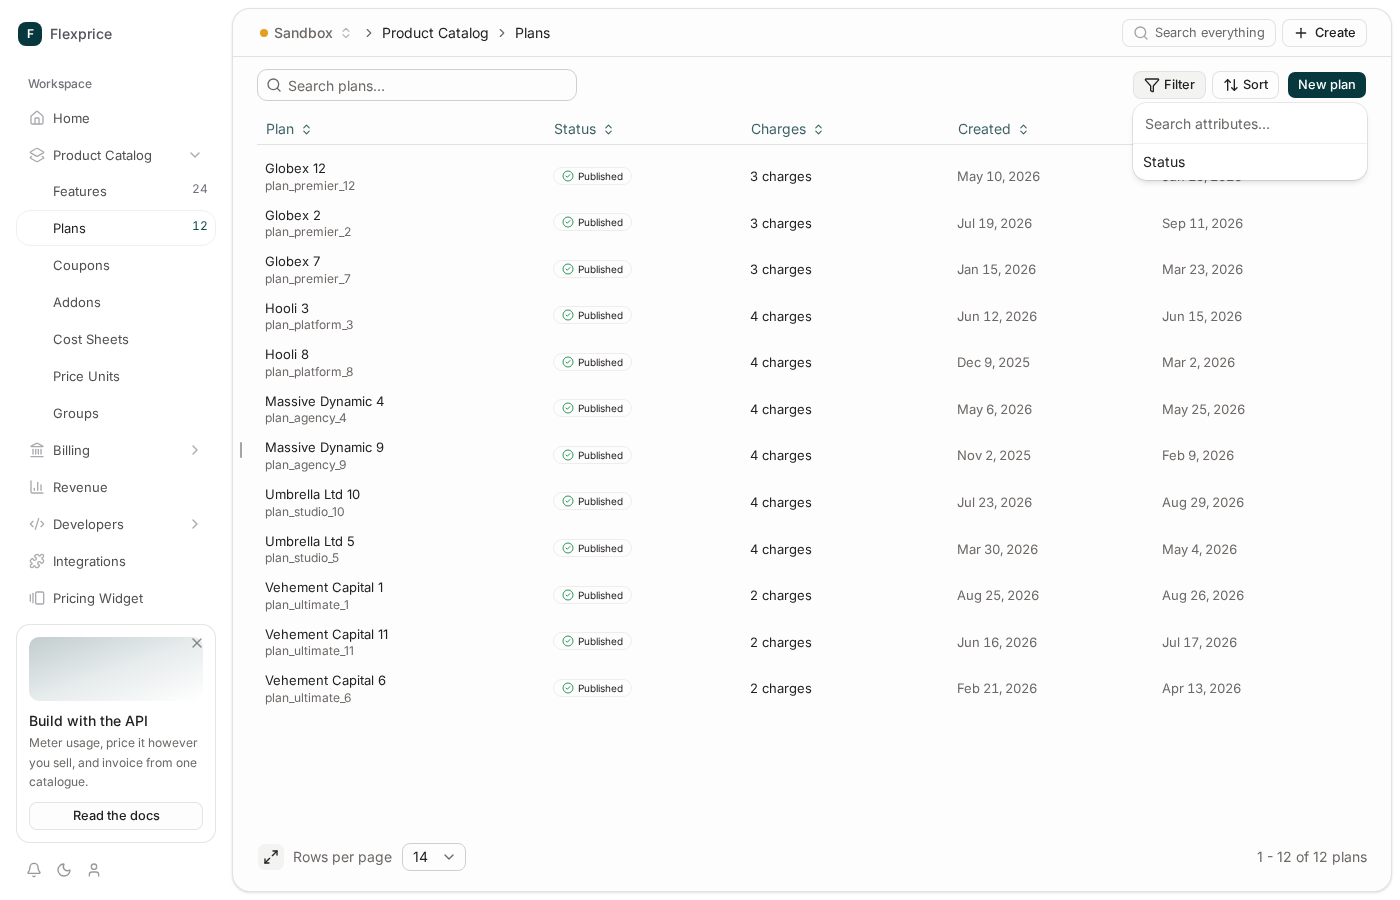 F Flexprice
Workspace
Home
Product Catalog
Features 24
Plans 12
Coupons
Addons
Cost Sheets
Price Units
Groups
Billing
Revenue
Developers
Integrations
Pricing Widget
Build with the API
Meter usage, price it however
you sell, and invoice from one
catalogue.
Read the docs
Sandbox Product Catalog Plans
Search everything
Create
Search plans...
Filter
Sort
New plan
Search attributes...
Status
Plan Status Charges Created
Globex 12
plan_premier_12
Published 3 charges May 10, 2026
Globex 2
plan_premier_2
Published 3 charges Jul 19, 2026 Sep 11, 2026
Globex 7
plan_premier_7
Published 3 charges Jan 15, 2026 Mar 23, 2026
Hooli 3
plan_platform_3
Published 4 charges Jun 12, 2026 Jun 15, 2026
Hooli 8
plan_platform_8
Published 4 charges Dec 9, 2025 Mar 2, 2026
Massive Dynamic 4
plan_agency_4
Published 4 charges May 6, 2026 May 25, 2026
Massive Dynamic 9
plan_agency_9
Published 4 charges Nov 2, 2025 Feb 9, 2026
Umbrella Ltd 10
plan_studio_10
Published 4 charges Jul 23, 2026 Aug 29, 2026
Umbrella Ltd 5
plan_studio_5
Published 4 charges Mar 30, 2026 May 4, 2026
Vehement Capital 1
plan_ultimate_1
Published 2 charges Aug 25, 2026 Aug 26, 2026
Vehement Capital 11
plan_ultimate_11
Published 2 charges Jun 16, 2026 Jul 17, 2026
Vehement Capital 6
plan_ultimate_6
Published 2 charges Feb 21, 2026 Apr 13, 2026
Rows per page 14
1 - 12 of 12 plans